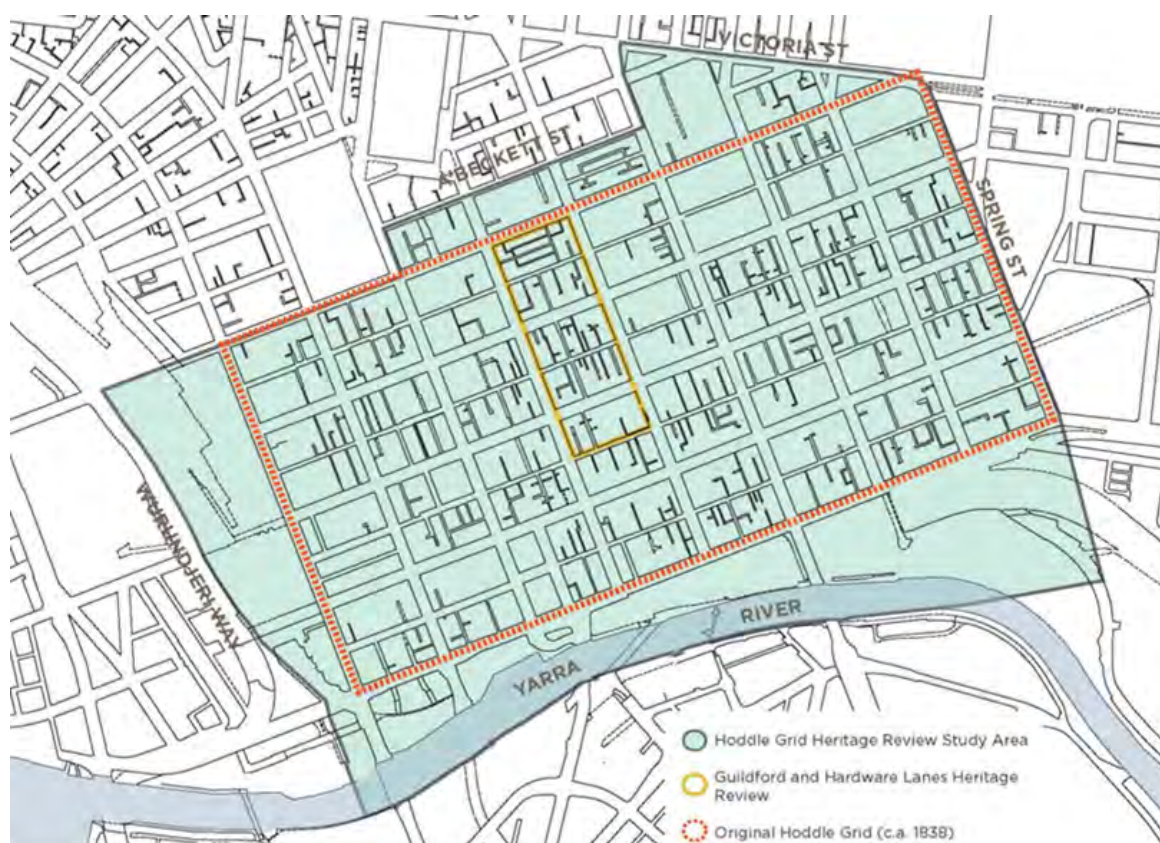 VICTORIA ST
A'BECKETT ST
SPRING ST
WURUNDJERI WAY
YARRA RIVER
Hoddle Grid Heritage Review Study Area
Guildford and Hardware Lanes Heritage
Review
Original Hoddle Grid (c.a. 1838)